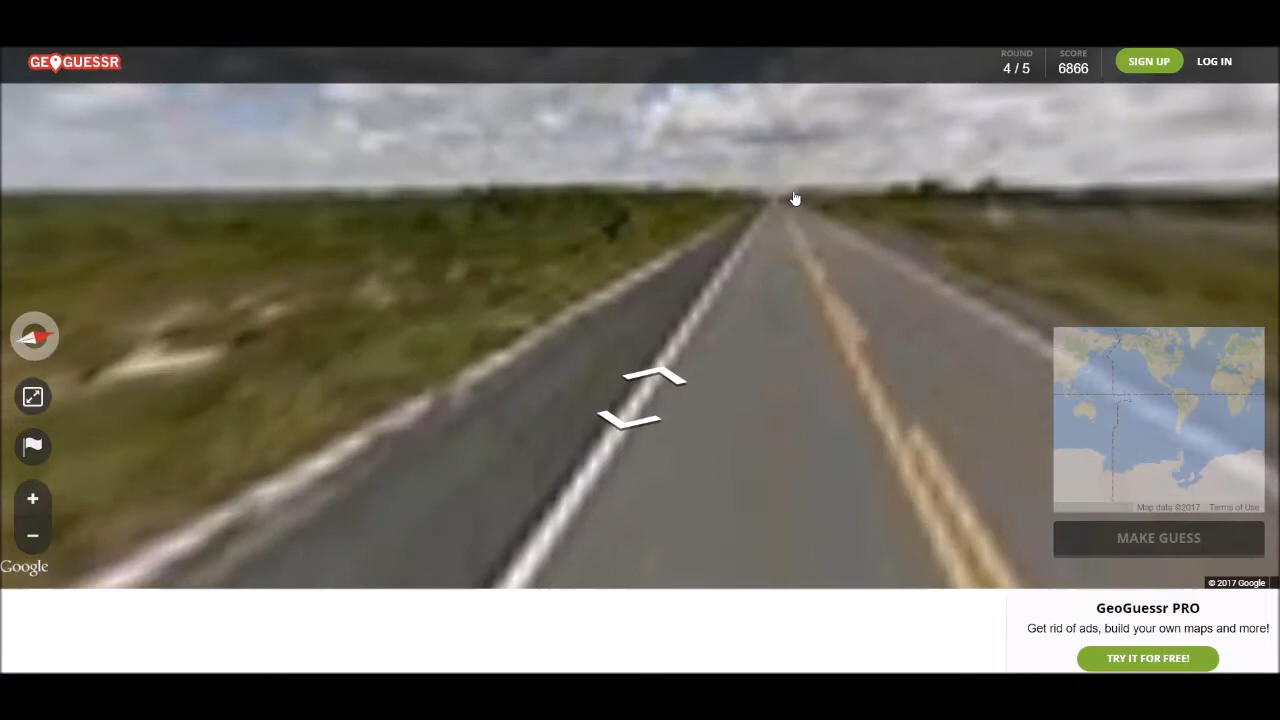 GEOGUESSR
ROUND
4 / 5
SCORE
6866
SIGN UP
LOG IN
+
−
Google
Map data ©2017 Terms of Use
MAKE GUESS
© 2017 Google
GeoGuessr PRO
Get rid of ads, build your own maps and more!
TRY IT FOR FREE!